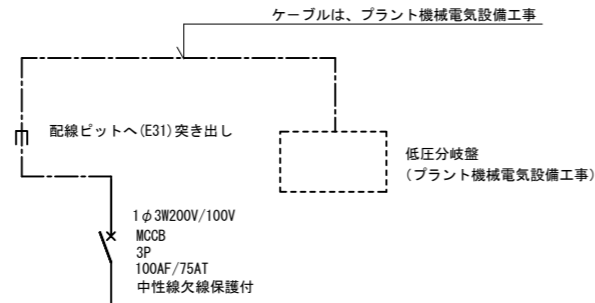 ケーブルは、プラント機械電気設備工事
配線ピットへ(E31)突き出し
低圧分岐盤
(プラント機械電気設備工事)
1φ3W200V/100V
MCCB
3P
100AF/75AT
中性線欠線保護付